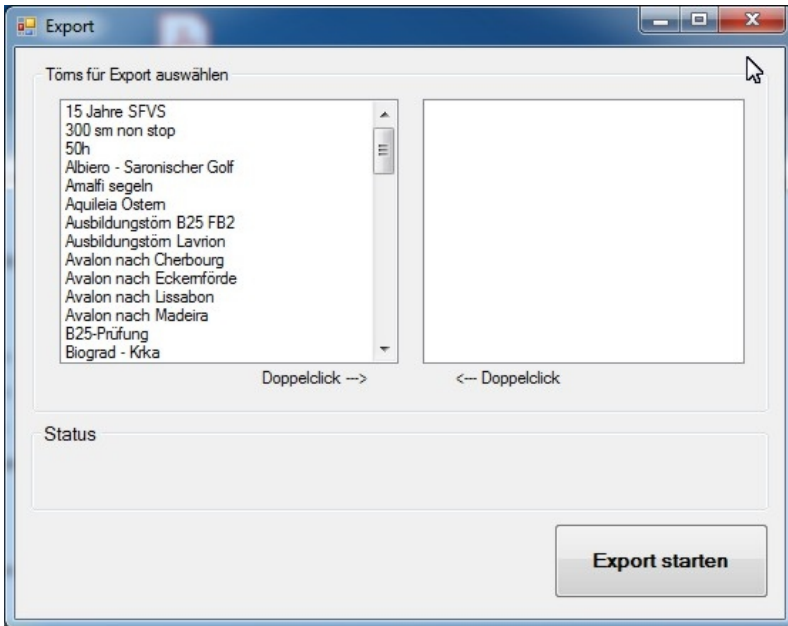 Export
Törns für Export auswählen
15 Jahre SFVS
300 sm non stop
50h
Albiero - Saronischer Golf
Amalfi segeln
Aquileia Ostern
Ausbildungstörn B25 FB2
Ausbildungstörn Lavrion
Avalon nach Cherbourg
Avalon nach Eckernförde
Avalon nach Lissabon
Avalon nach Madeira
B25-Prüfung
Biograd - Krka
Doppelclick --->
<--- Doppelclick
Status
Export starten